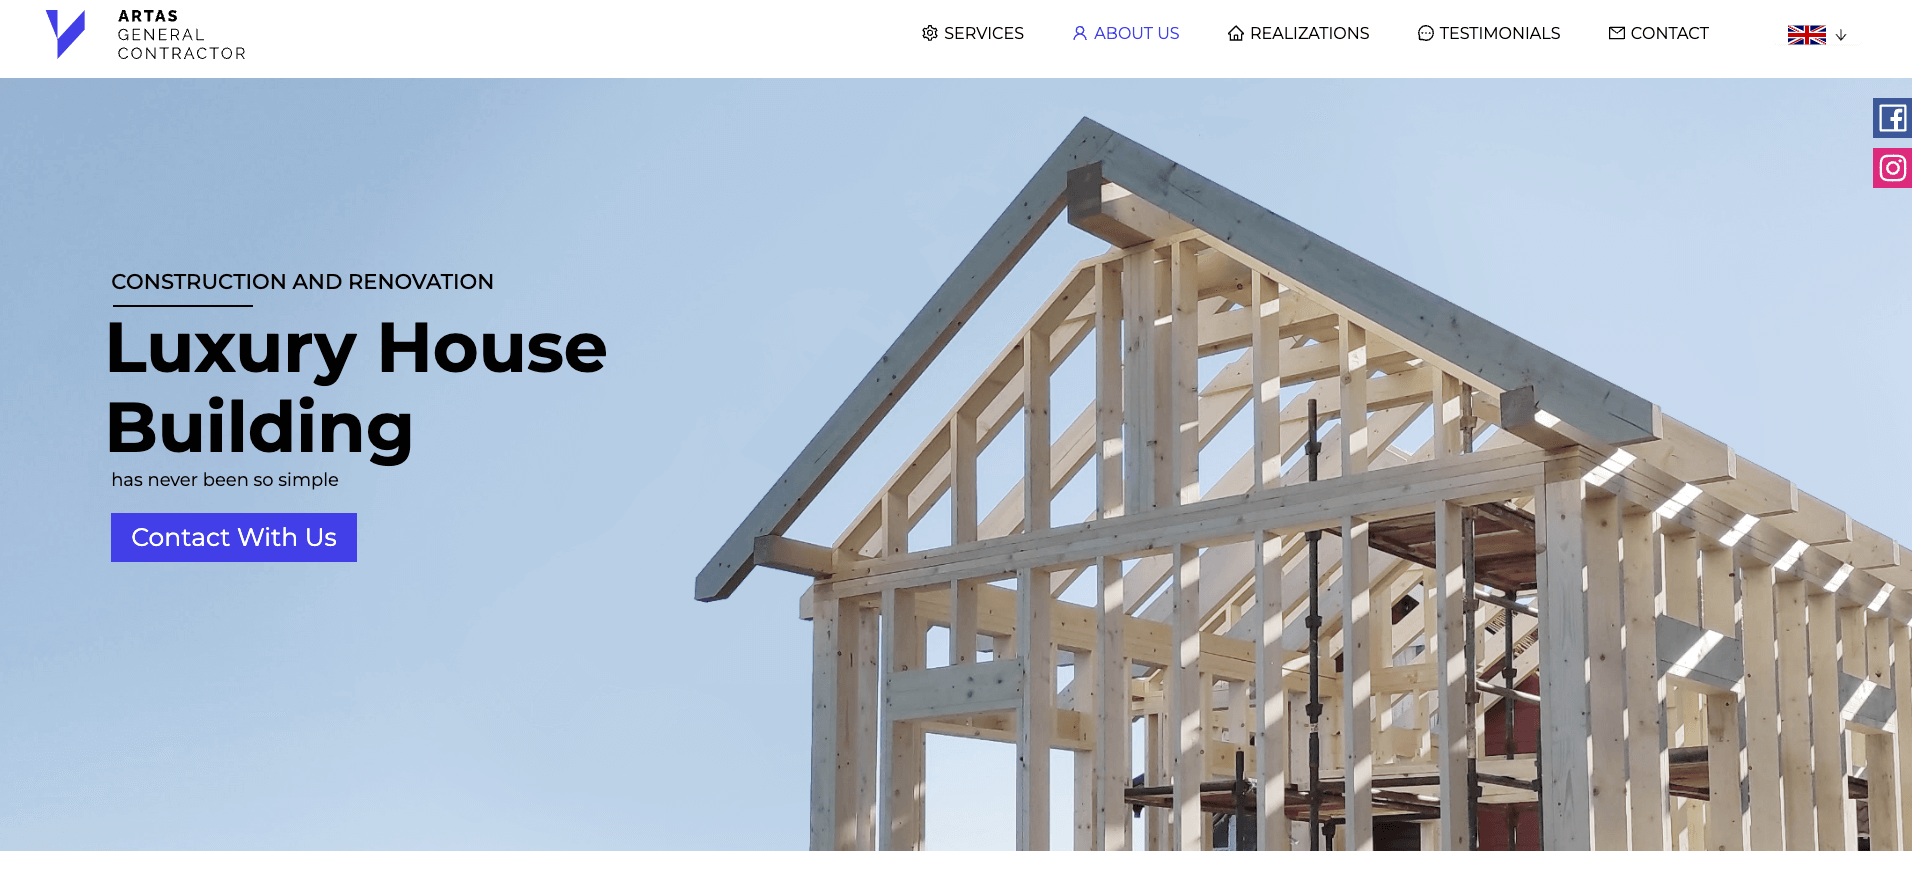 ARTAS
GENERAL
CONTRACTOR
SERVICES
ABOUT US
REALIZATIONS
TESTIMONIALS
CONTACT
CONSTRUCTION AND RENOVATION
Luxury House
Building
has never been so simple
Contact With Us